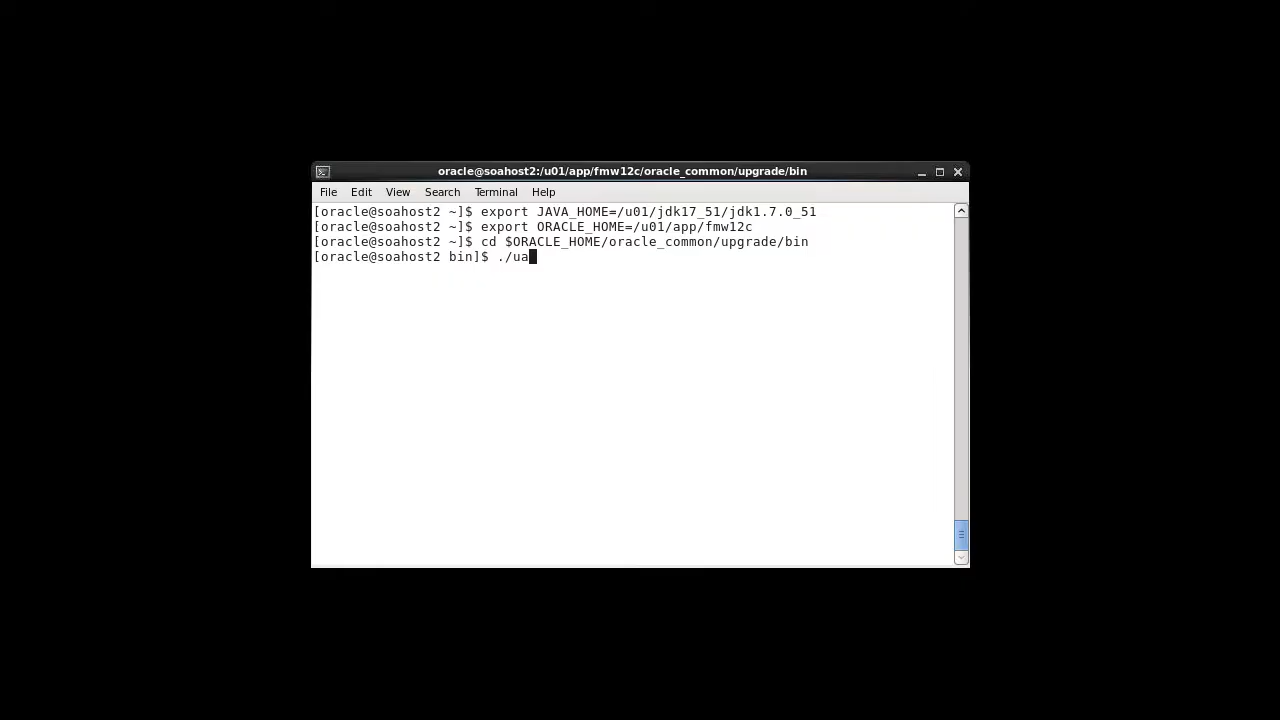 oracle@soahost2:/u01/app/fmw12c/oracle_common/upgrade/bin
File Edit View Search Terminal Help
[oracle@soahost2 ~]$ export JAVA_HOME=/u01/jdk17_51/jdk1.7.0_51
[oracle@soahost2 ~]$ export ORACLE_HOME=/u01/app/fmw12c
[oracle@soahost2 ~]$ cd $ORACLE_HOME/oracle_common/upgrade/bin
[oracle@soahost2 bin]$ ./ua